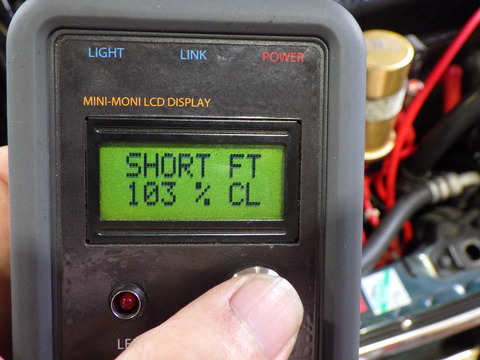 LIGHT LINK POWER
MINI-MONI LCD DISPLAY
SHORT FT
103 % CL